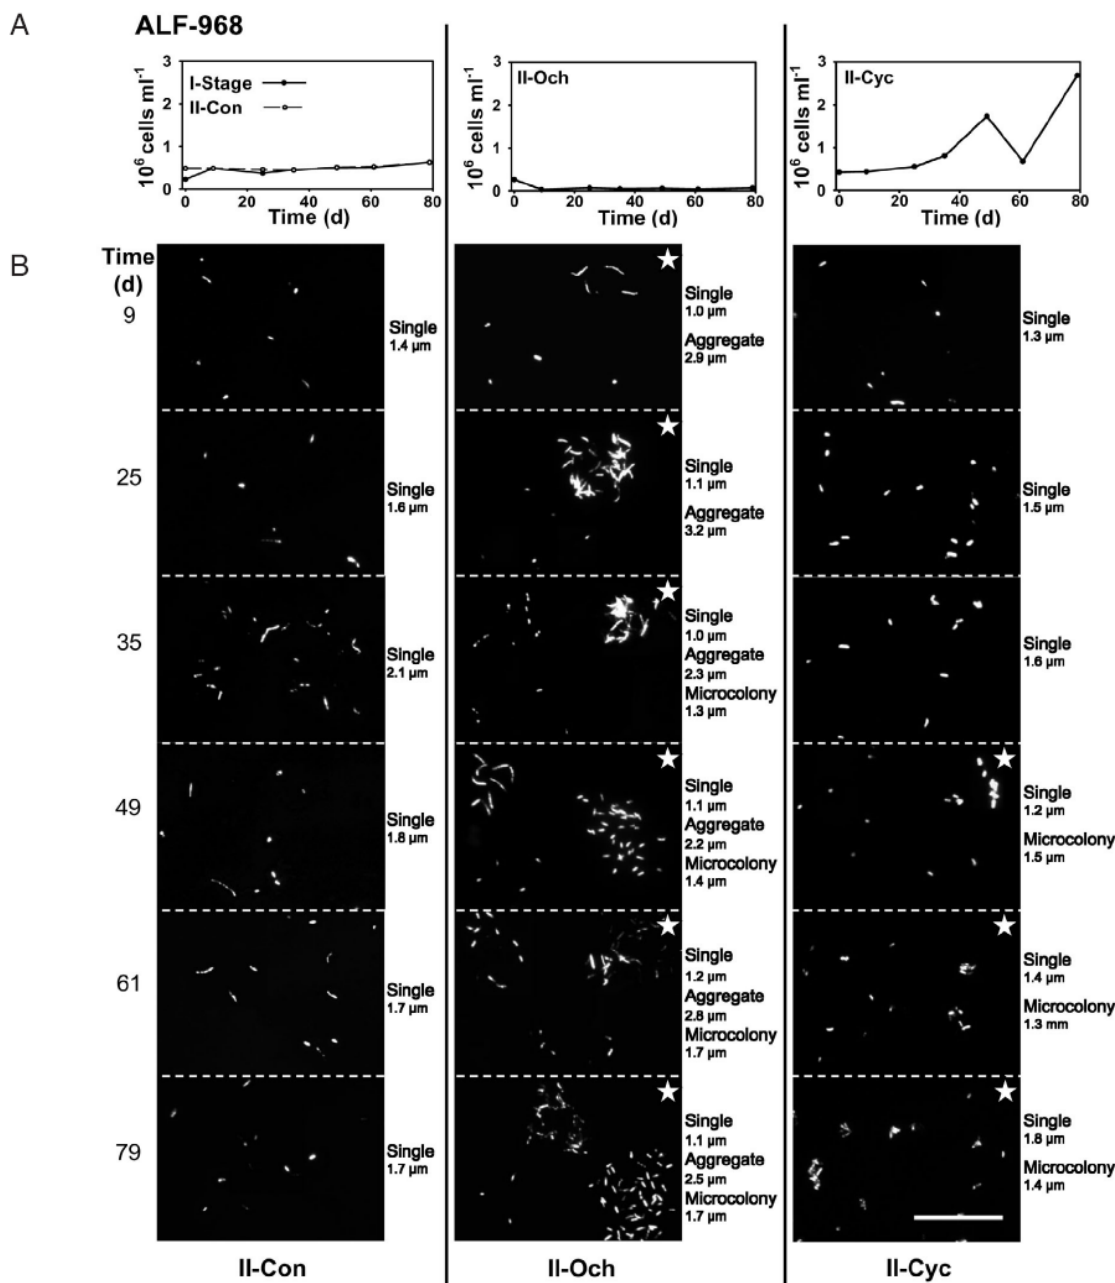 A
ALF-968
3
2
1
0
10⁶ cells ml⁻¹
I-Stage
II-Con
0 20 40 60 80
Time (d)
3
2
1
0
10⁶ cells ml⁻¹
II-Och
0 20 40 60 80
Time (d)
3
2
1
0
10⁶ cells ml⁻¹
II-Cyc
0 20 40 60 80
Time (d)
B
Time
(d)
9
Single
1.4 µm
Single
1.0 µm
Aggregate
2.9 µm
Single
1.3 µm
25
Single
1.6 µm
Single
1.1 µm
Aggregate
3.2 µm
Single
1.5 µm
35
Single
2.1 µm
Single
1.0 µm
Aggregate
2.3 µm
Microcolony
1.3 µm
Single
1.6 µm
49
Single
1.8 µm
Single
1.1 µm
Aggregate
2.2 µm
Microcolony
1.4 µm
Single
1.2 µm
Microcolony
1.5 µm
61
Single
1.7 µm
Single
1.2 µm
Aggregate
2.8 µm
Microcolony
1.7 µm
Single
1.4 µm
Microcolony
1.3 mm
79
Single
1.7 µm
Single
1.1 µm
Aggregate
2.5 µm
Microcolony
1.7 µm
Single
1.8 µm
Microcolony
1.4 µm
II-Con
II-Och
II-Cyc